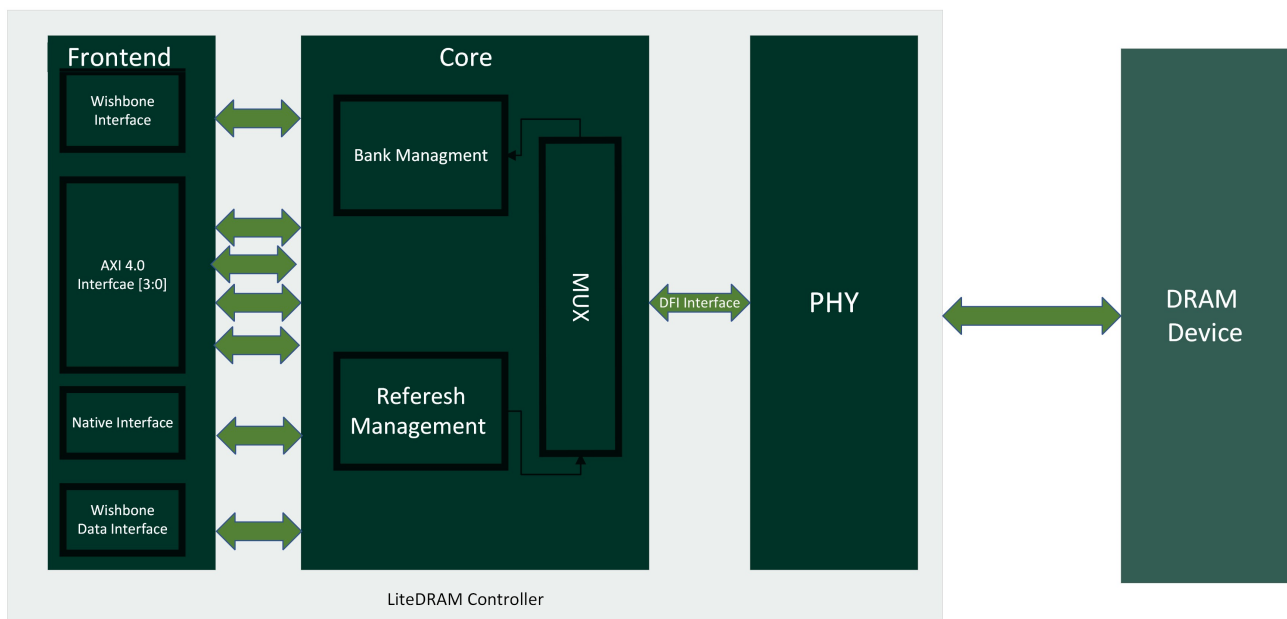 Frontend
Wishbone
Interface
AXI 4.0
Interfcae [3:0]
Native Interface
Wishbone
Data Interface
Core
Bank Managment
MUX
Referesh
Management
DFI Interface
PHY
DRAM
Device
LiteDRAM Controller